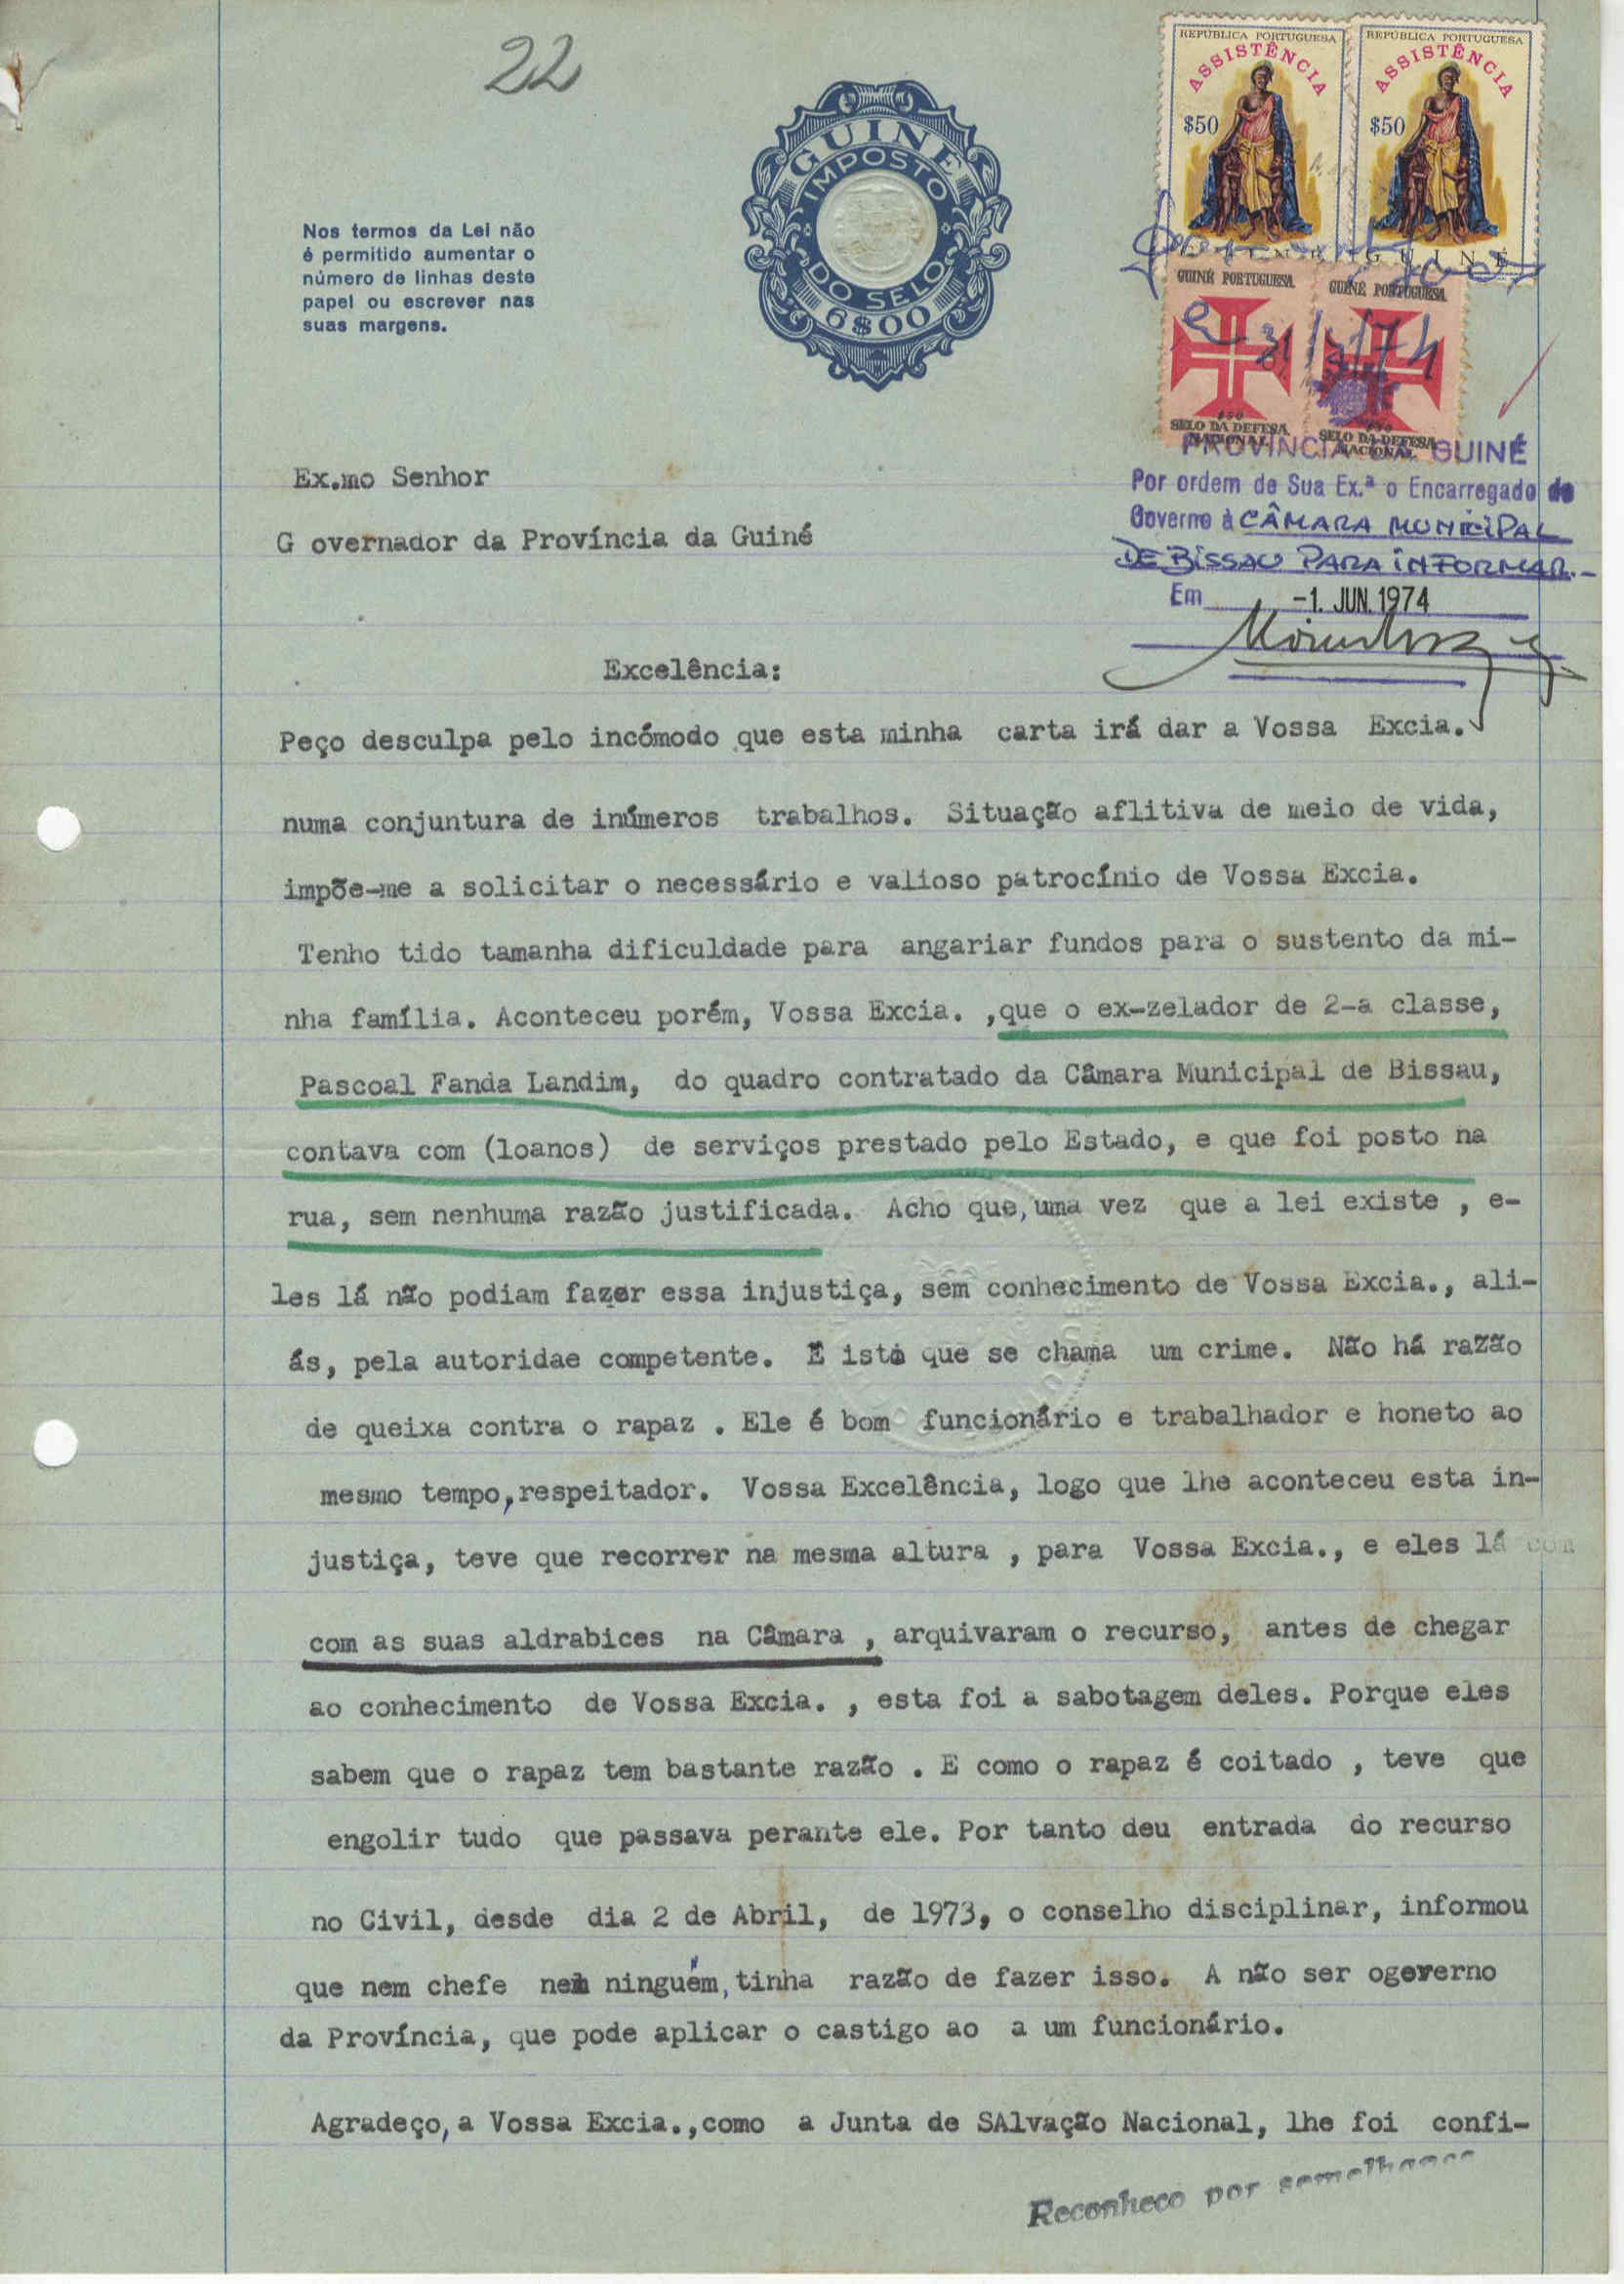 22
REPÚBLICA PORTUGUESA
ASSISTÊNCIA
$50
REPÚBLICA PORTUGUESA
ASSISTÊNCIA
$50
GUINÉ
GUINÉ
IMPOSTO
DO SELO
6$00
Nos termos da Lei não
é permitido aumentar o
número de linhas deste
papel ou escrever nas
suas margens.
GUINÉ PORTUGUESA
GUINÉ PORTUGUESA
31/5/74
$50
SELO DA DEFESA
NACIONAL
$50
SELO DA DEFESA
NACIONAL
PROVÍNCIA DA GUINÉ
Por ordem de Sua Ex.ª o Encarregado do
Governo à CÂMARA MUNICIPAL
DE BISSAU PARA INFORMAR.-
Em -1. JUN. 1974
Ex.mo Senhor
G overnador da Província da Guiné
Excelência:
Peço desculpa pelo incómodo que esta minha carta irá dar a Vossa Excia.
numa conjuntura de inúmeros trabalhos. Situação aflitiva de meio de vida,
impõe-me a solicitar o necessário e valioso patrocínio de Vossa Excia.
Tenho tido tamanha dificuldade para angariar fundos para o sustento da mi-
nha família. Aconteceu porém, Vossa Excia. ,que o ex-zelador de 2-a classe,
Pascoal Fanda Landim, do quadro contratado da Câmara Municipal de Bissau,
contava com (loanos) de serviços prestado pelo Estado, e que foi posto na
rua, sem nenhuma razão justificada. Acho que, uma vez que a lei existe , e-
les lá não podiam fazer essa injustiça, sem conhecimento de Vossa Excia., ali-
ás, pela autoridae competente. É isto que se chama um crime. Não há razão
de queixa contra o rapaz . Ele é bom funcionário e trabalhador e honeto ao
mesmo tempo, respeitador. Vossa Excelência, logo que lhe aconteceu esta in-
justiça, teve que recorrer na mesma altura , para Vossa Excia., e eles lá com
com as suas aldrabices na Câmara , arquivaram o recurso, antes de chegar
ao conhecimento de Vossa Excia. , esta foi a sabotagem deles. Porque eles
sabem que o rapaz tem bastante razão . E como o rapaz é coitado , teve que
engolir tudo que passava perante ele. Por tanto deu entrada do recurso
no Civil, desde dia 2 de Abril, de 1973, o conselho disciplinar, informou
que nem chefe nem ninguém, tinha razão de fazer isso. A não ser ogoverno
da Província, que pode aplicar o castigo ao a um funcionário.
Agradeço, a Vossa Excia.,como a Junta de SAlvação Nacional, lhe foi confi-
Reconheco por semelhança